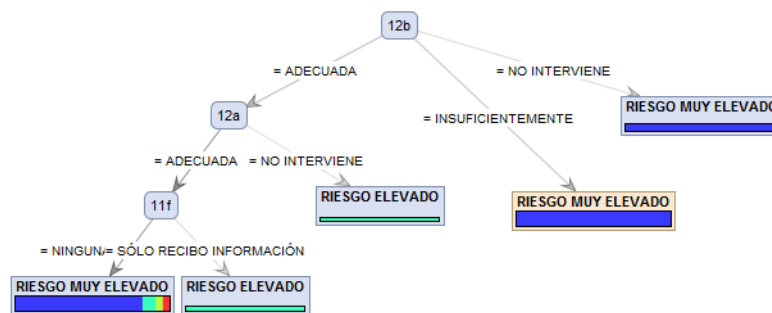 12b
= ADECUADA
= NO INTERVIENE
12a
= INSUFICIENTEMENTE
RIESGO MUY ELEVADO
= ADECUADA
= NO INTERVIENE
11f
RIESGO ELEVADO
RIESGO MUY ELEVADO
= NINGUNA
= SÓLO RECIBO INFORMACIÓN
RIESGO MUY ELEVADO
RIESGO ELEVADO